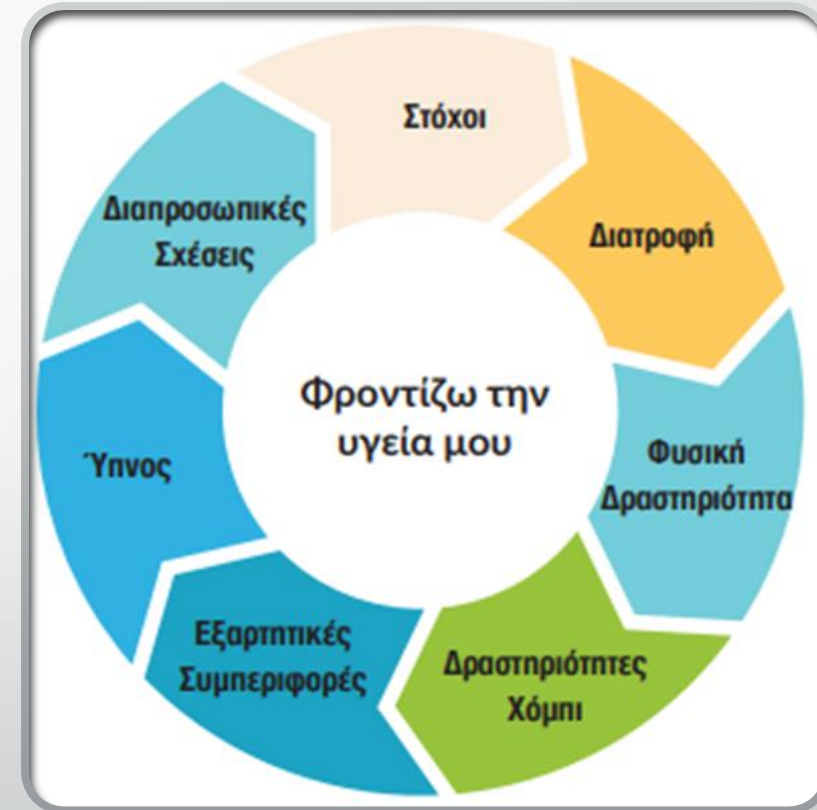 Στόχοι
Διατροφή
Φυσική
Δραστηριότητα
Δραστηριότητες
Χόμπι
Εξαρτητικές
Συμπεριφορές
Ύπνος
Διαπροσωπικές
Σχέσεις
Φροντίζω την
υγεία μου